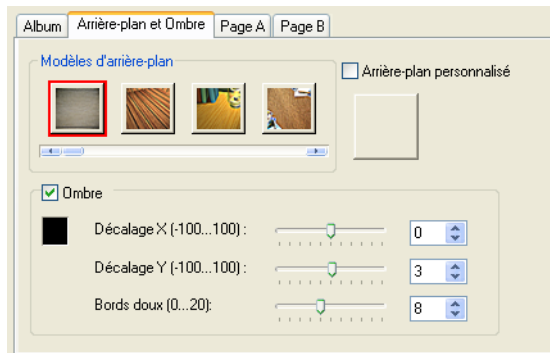 Album Arrière-plan et Ombre Page A Page B
Modèles d'arrière-plan
Arrière-plan personnalisé
Ombre
Décalage X (-100...100) : 0
Décalage Y (-100...100) : 3
Bords doux (0...20): 8